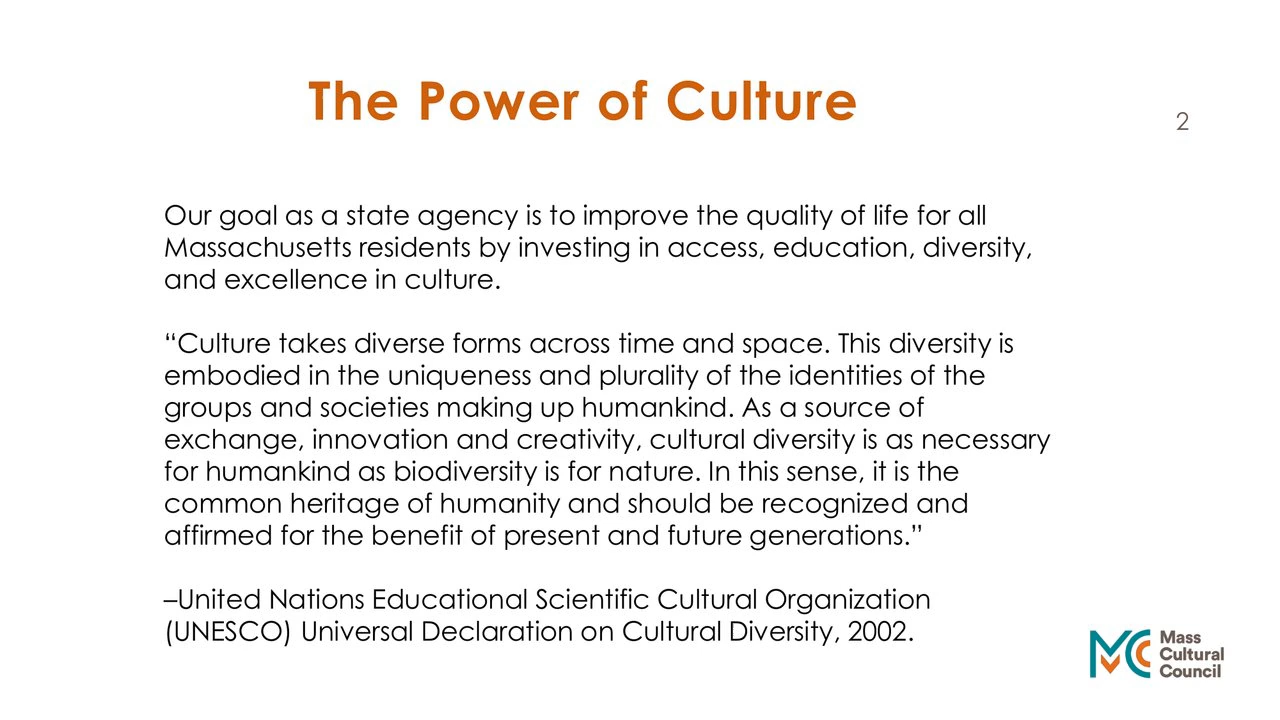 The Power of Culture
2
Our goal as a state agency is to improve the quality of life for all
Massachusetts residents by investing in access, education, diversity,
and excellence in culture.
“Culture takes diverse forms across time and space. This diversity is
embodied in the uniqueness and plurality of the identities of the
groups and societies making up humankind. As a source of
exchange, innovation and creativity, cultural diversity is as necessary
for humankind as biodiversity is for nature. In this sense, it is the
common heritage of humanity and should be recognized and
affirmed for the benefit of present and future generations.”
–United Nations Educational Scientific Cultural Organization
(UNESCO) Universal Declaration on Cultural Diversity, 2002.
MCC
Mass
Cultural
Council